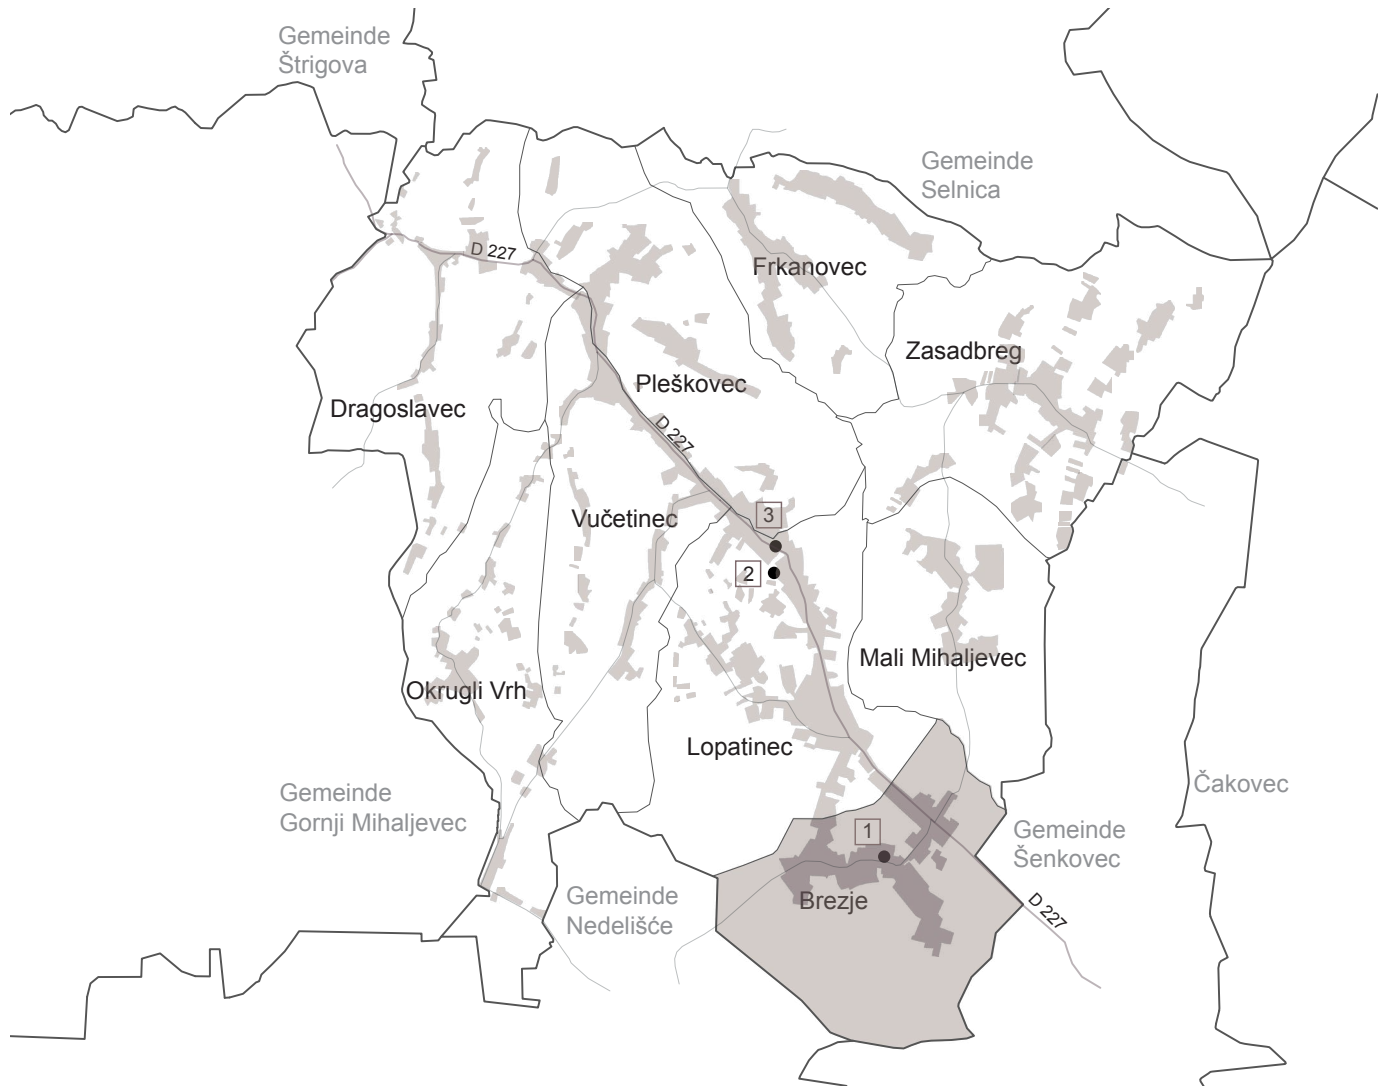 Gemeinde
Štrigova
Gemeinde
Selnica
D 227
Frkanovec
Zasadbreg
Pleškovec
Dragoslavec
D 227
Vučetinec
3
2
Mali Mihaljevec
Okrugli Vrh
Lopatinec
Gemeinde
Gornji Mihaljevec
Čakovec
1
Gemeinde
Šenkovec
Gemeinde
Nedelišće
Brezje
D 227